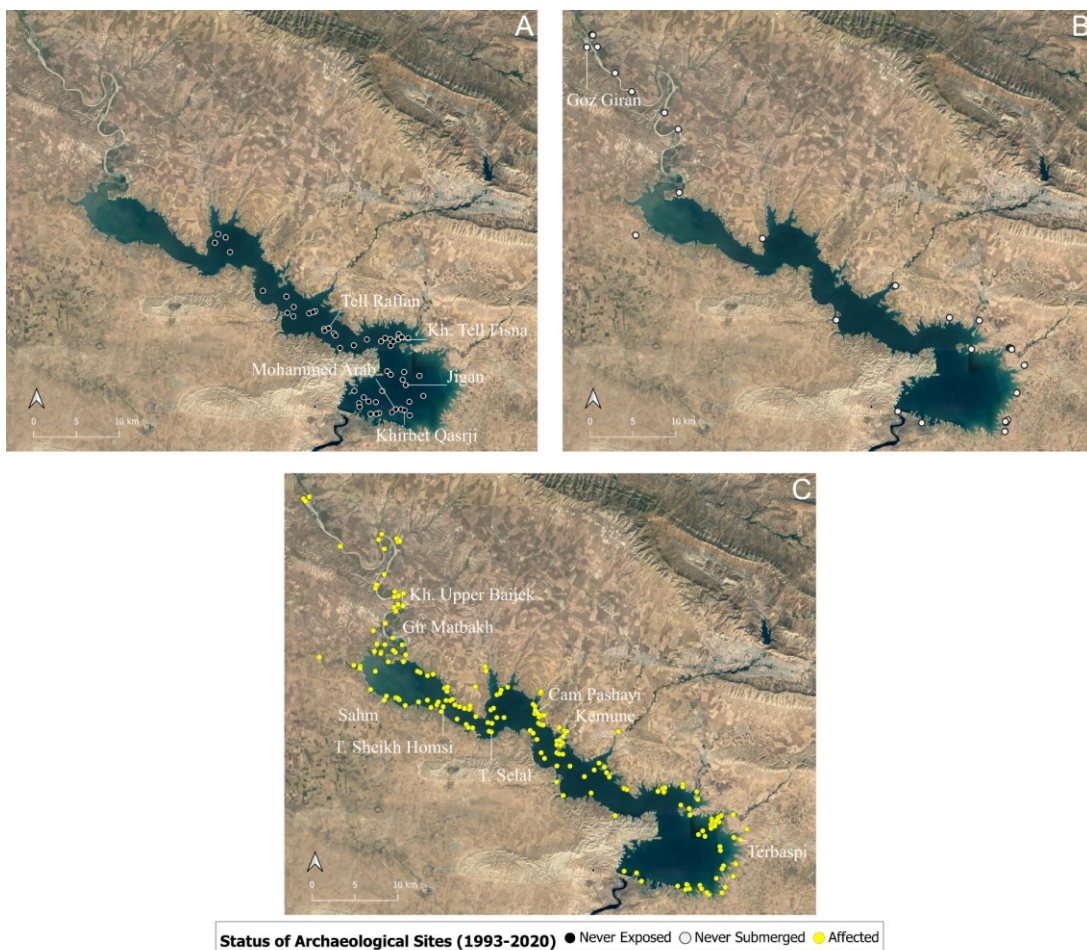 A
Tell Raffan
Kh. Tell Fisna
Mohammed Arab
Jigan
Khirbet Qasrji
0 5 10 km
B
Goz Giran
0 5 10 km
C
Kh. Upper Baijek
Gir Matbakh
Cam Pashayi
Kemune
Sahm
T. Sheikh Homsi
T. Selal
Terbaspi
0 5 10 km
Status of Archaeological Sites (1993-2020) Never Exposed Never Submerged Affected